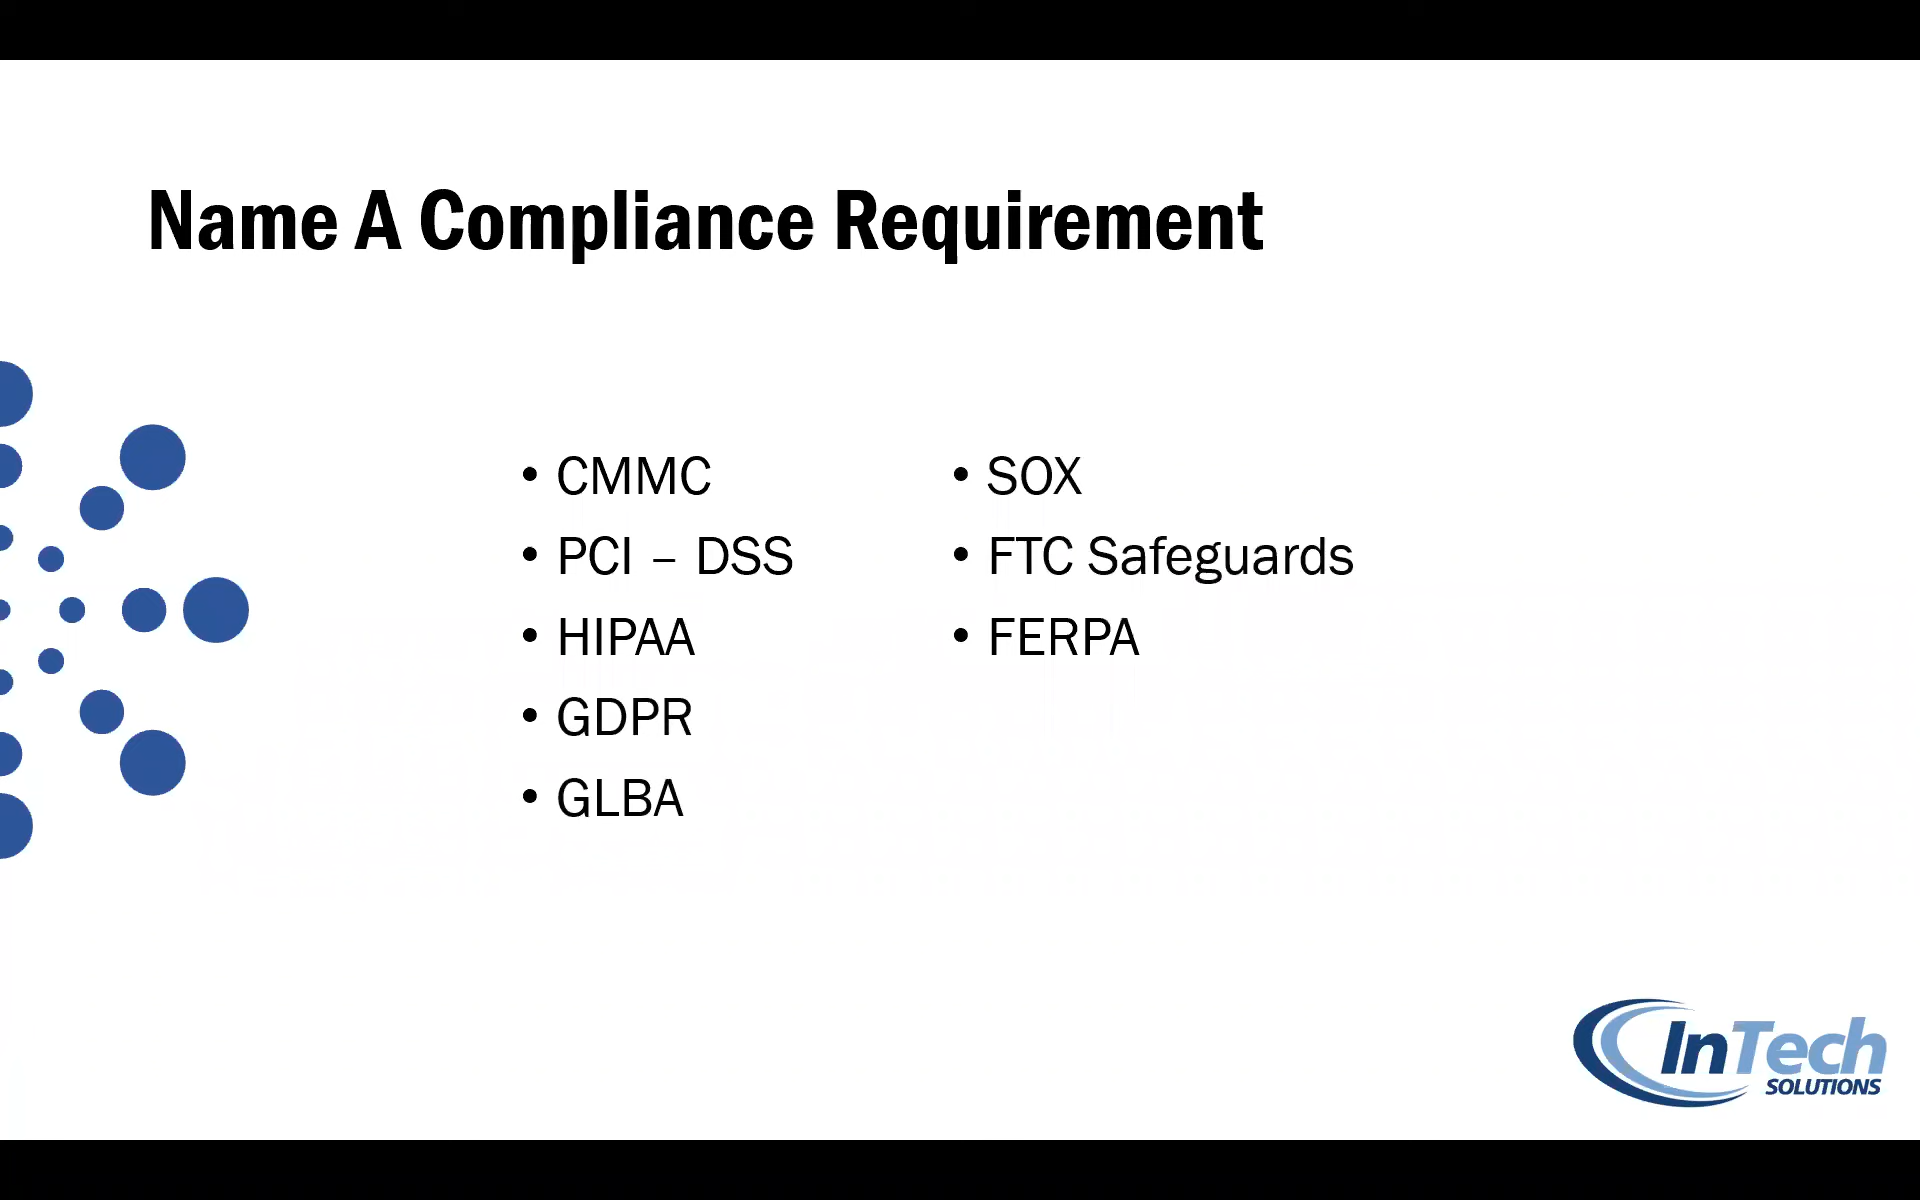 Name A Compliance Requirement
• CMMC
• PCI – DSS
• HIPAA
• GDPR
• GLBA
• SOX
• FTC Safeguards
• FERPA
InTech
SOLUTIONS